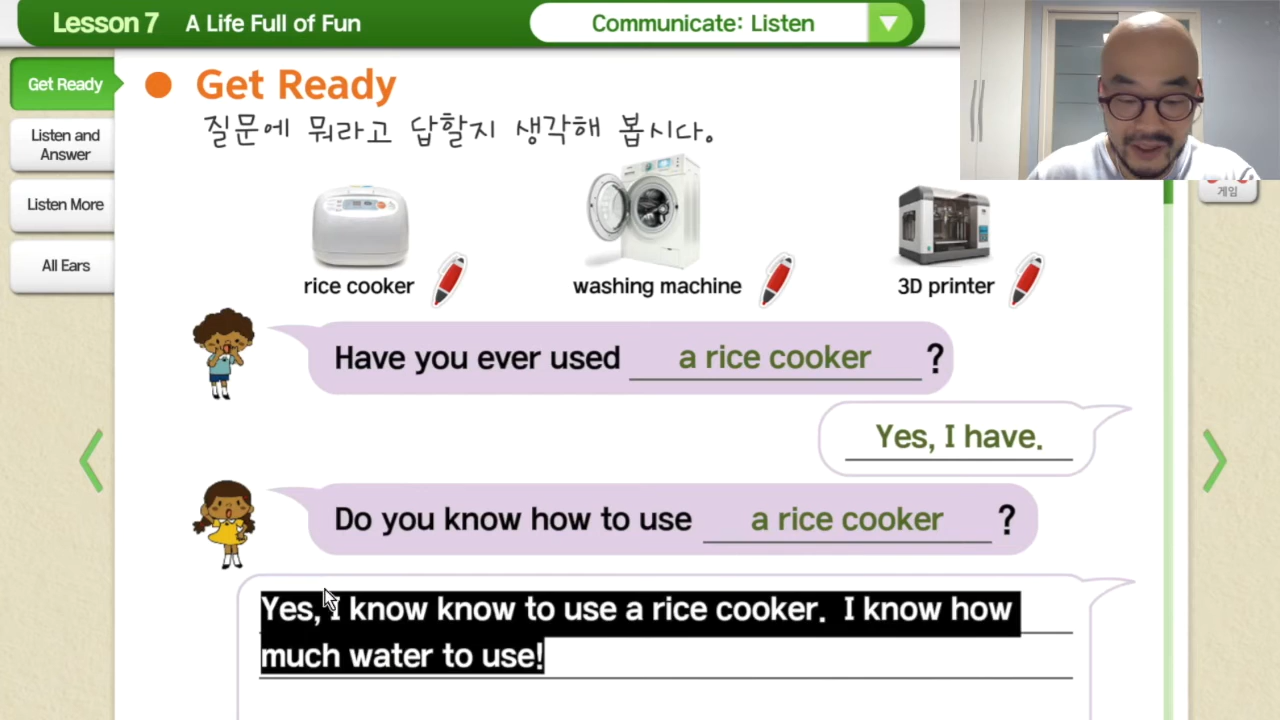 Lesson 7 A Life Full of Fun
Communicate: Listen
Get Ready
Listen and
Answer
Listen More
All Ears
Get Ready
질문에 뭐라고 답할지 생각해 봅시다.
게임
rice cooker
washing machine
3D printer
Have you ever used a rice cooker ?
Yes, I have.
Do you know how to use a rice cooker ?
Yes, I know know to use a rice cooker. I know how
much water to use!